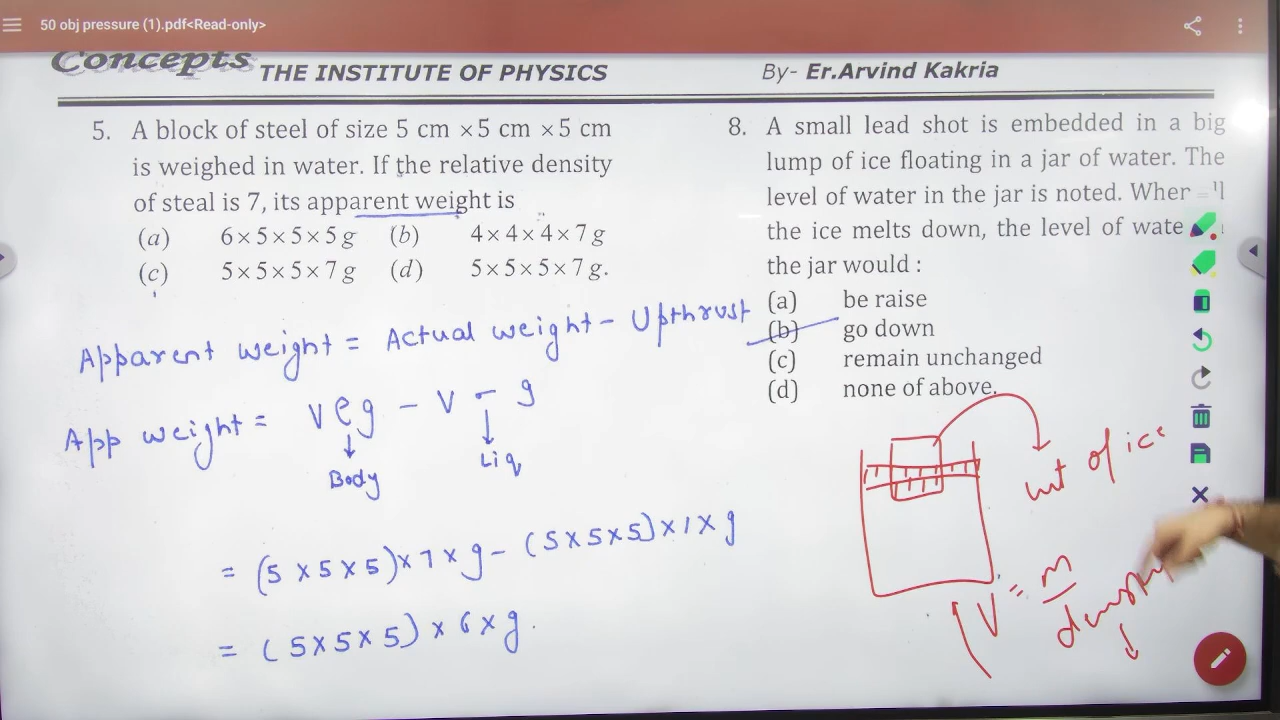 50 obj pressure (1).pdf<Read-only>
Concepts THE INSTITUTE OF PHYSICS
By- Er.Arvind Kakria
5. A block of steel of size 5 cm ×5 cm ×5 cm
is weighed in water. If the relative density
of steal is 7, its apparent weight is
(a) 6×5×5×5 g (b) 4×4×4×7 g
(c) 5×5×5×7 g (d) 5×5×5×7 g.
Apparent weight = Actual weight - Upthrust
App weight = Vρg - V σ g
Body Liq
= (5×5×5)×7×g - (5×5×5)×1×g
= (5×5×5)×6×g.
8. A small lead shot is embedded in a big
lump of ice floating in a jar of water. The
level of water in the jar is noted. When
the ice melts down, the level of wate
the jar would :
(a) be raise
(b) go down
(c) remain unchanged
(d) none of above.
wt of ice
V = m
density